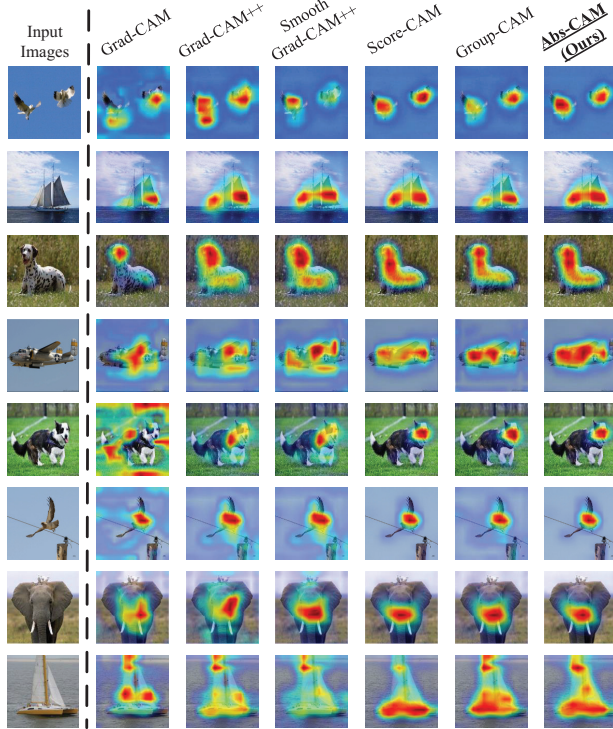 Input
Images
Grad-CAM
Grad-CAM++
Smooth
Grad-CAM++
Score-CAM
Group-CAM
Abs-CAM
(Ours)